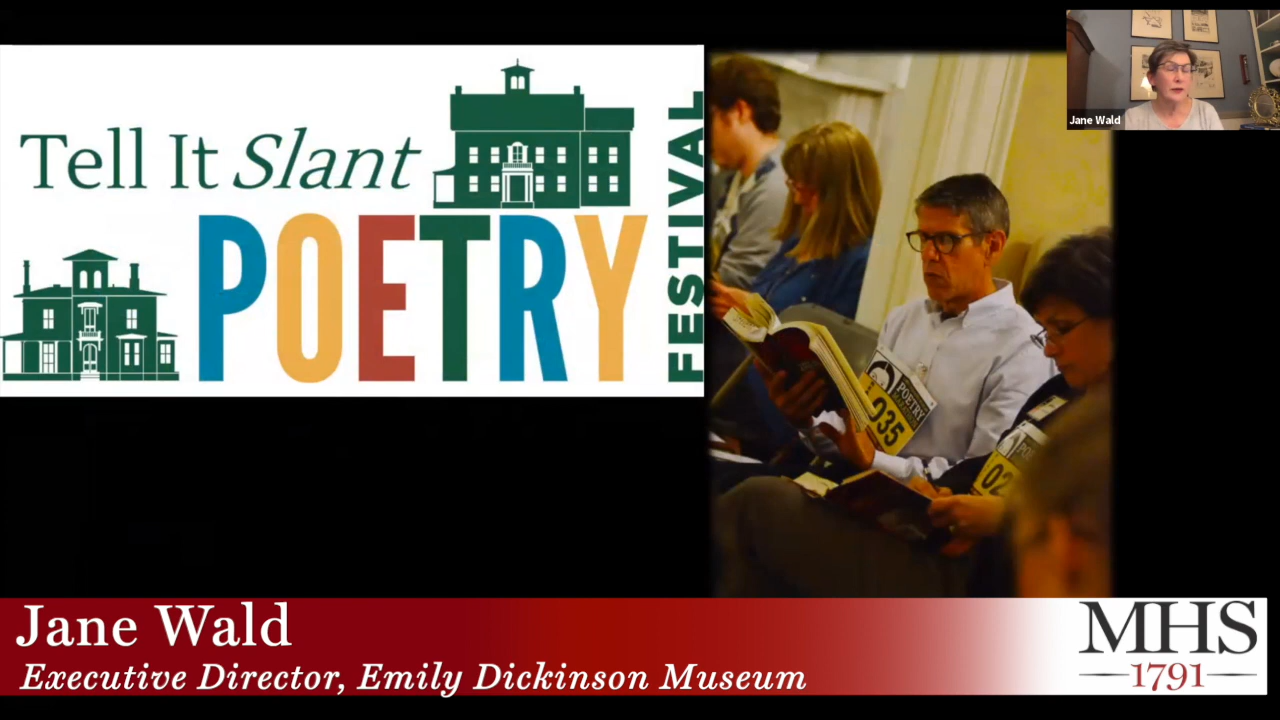 Jane Wald
Tell It Slant
POETRY
FESTIVAL
POETRY
035
02
Jane Wald
Executive Director, Emily Dickinson Museum
MHS
1791